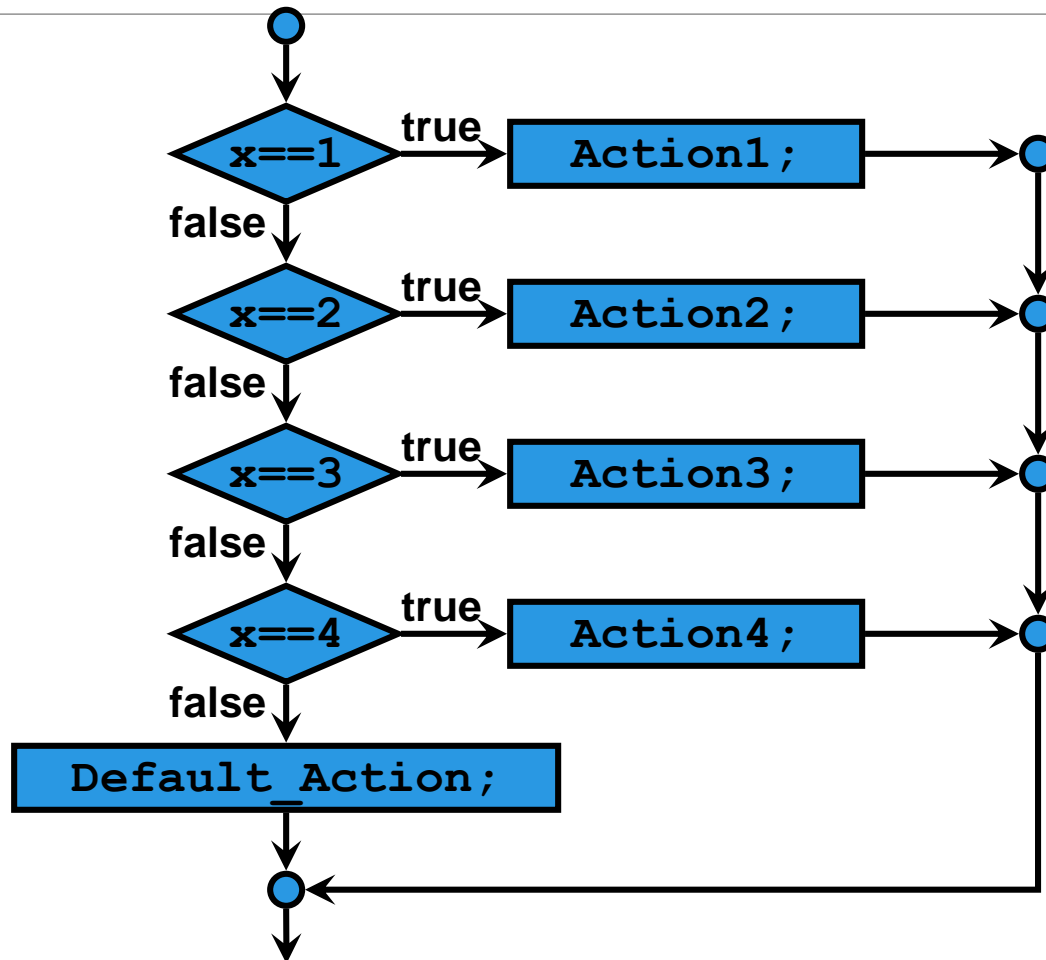 true
x==1 Action1;
false
true
x==2 Action2;
false
true
x==3 Action3;
false
true
x==4 Action4;
false
Default_Action;